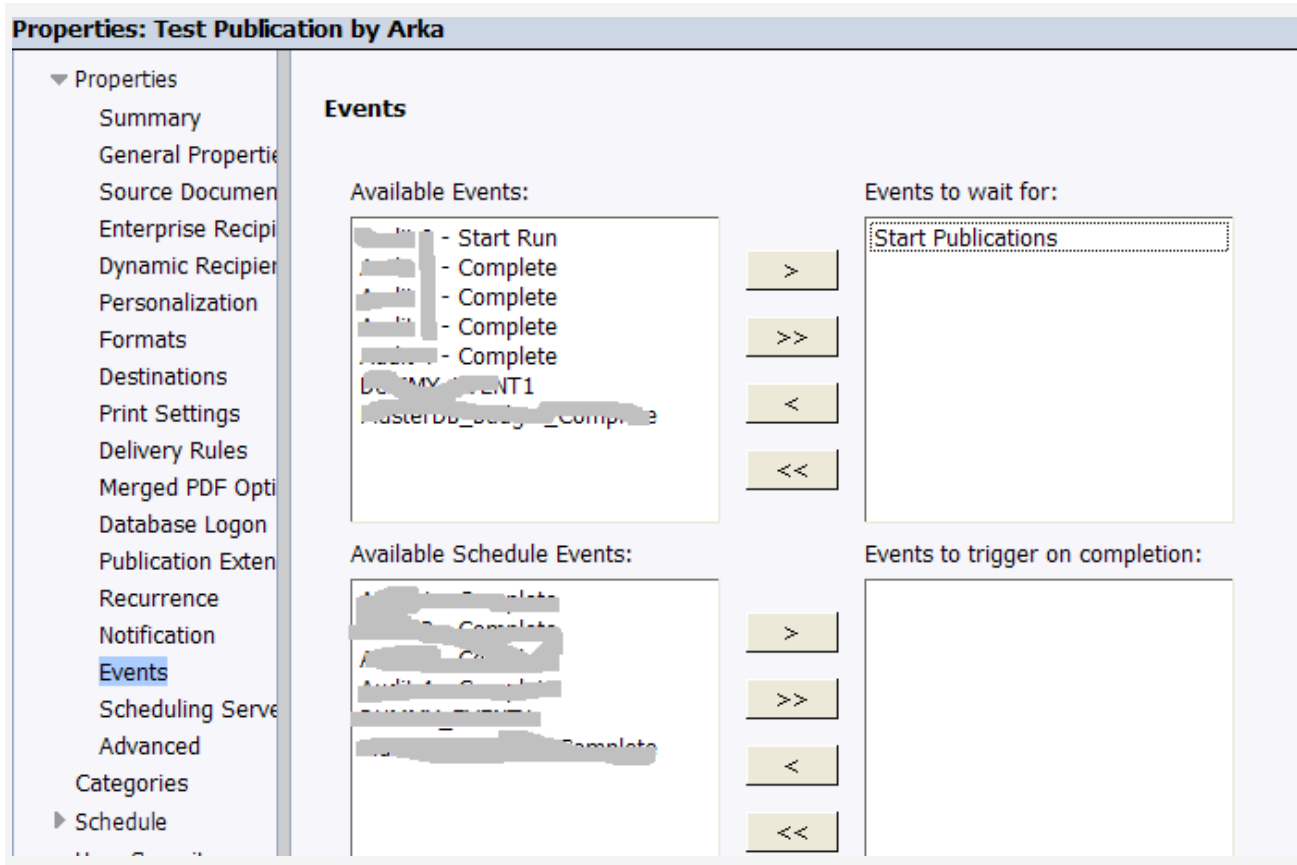 Properties: Test Publication by Arka
Properties
Summary
General Propertie
Source Documen
Enterprise Recipi
Dynamic Recipier
Personalization
Formats
Destinations
Print Settings
Delivery Rules
Merged PDF Opti
Database Logon
Publication Exten
Recurrence
Notification
Events
Scheduling Serve
Advanced
Categories
Schedule
Events
Available Events:
- Start Run
- Complete
- Complete
- Complete
- Complete
>
>>
<
<<
Events to wait for:
Start Publications
Available Schedule Events:
>
>>
<
<<
Events to trigger on completion: